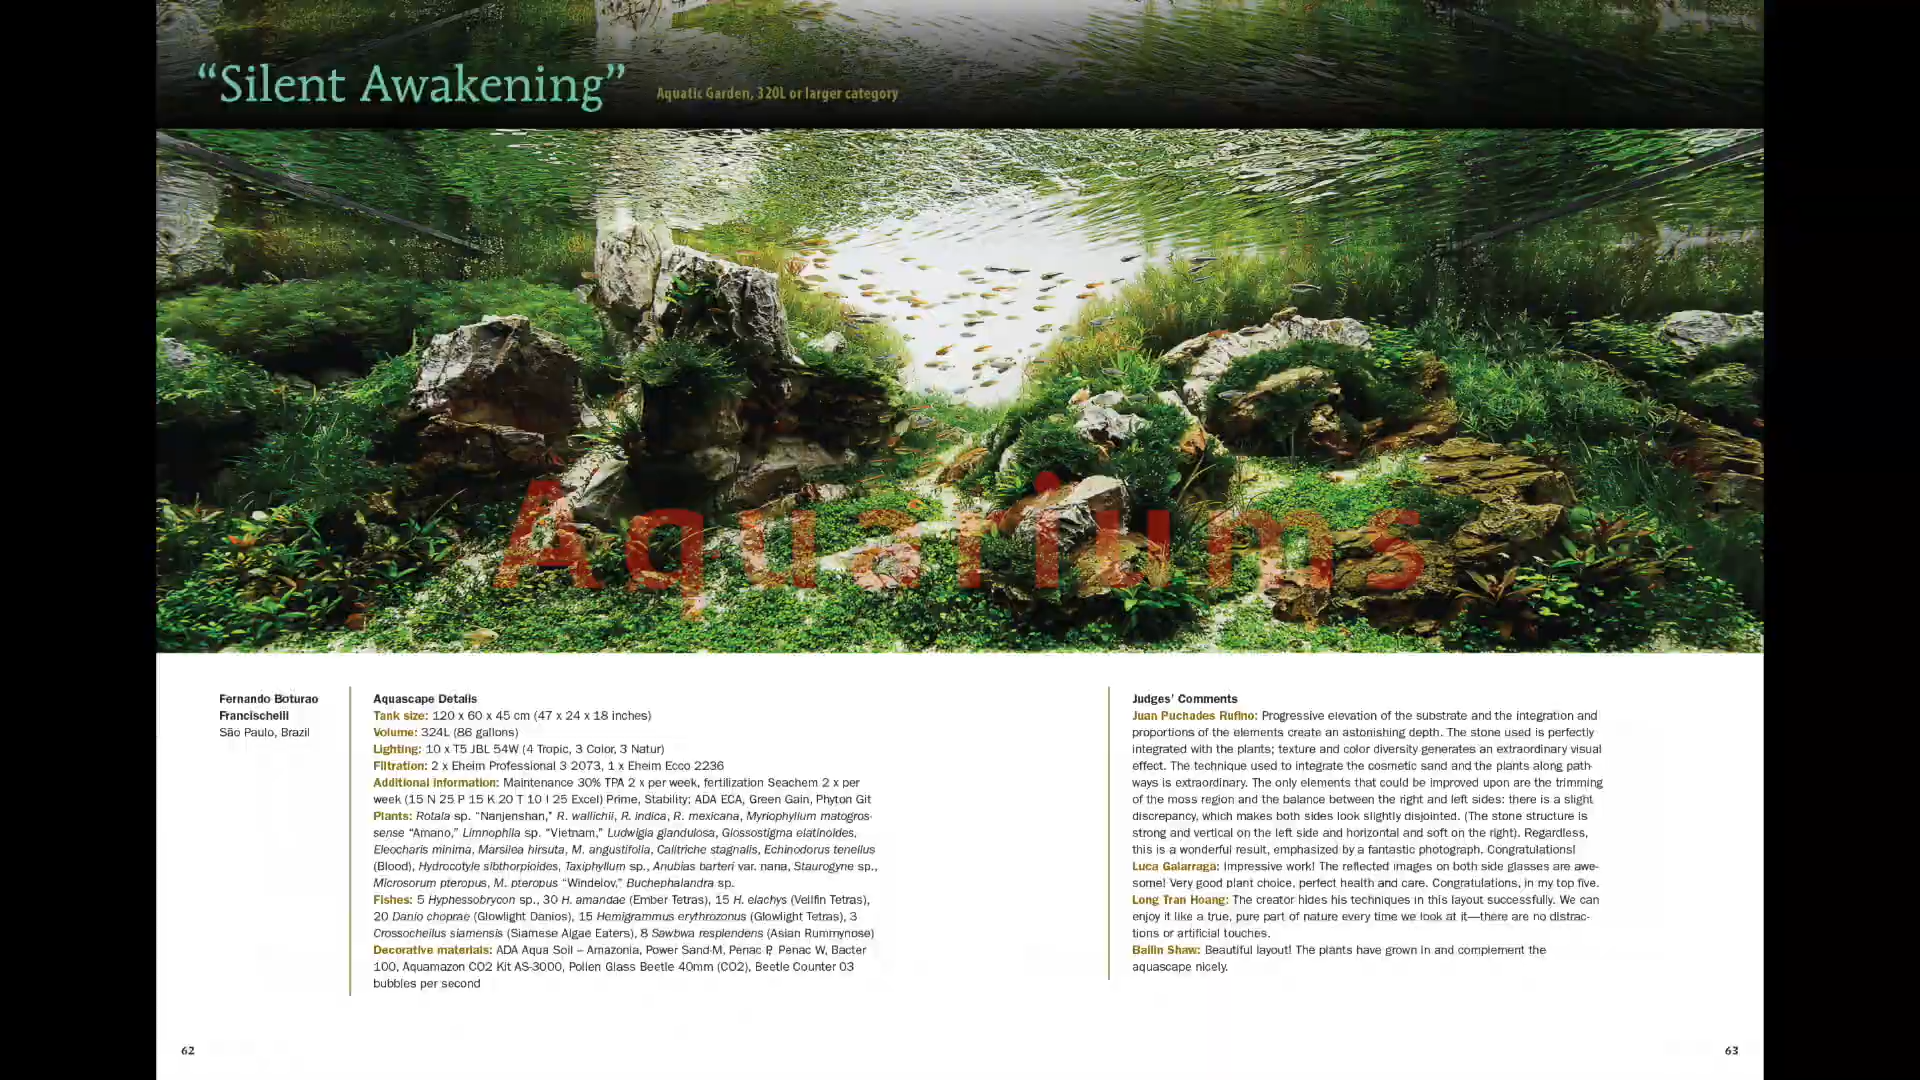 “Silent Awakening”
Aquatic Garden, 320L or larger category
Aquariums
Fernando Boturao
Francischelli
São Paulo, Brazil
Aquascape Details
Tank size: 120 x 60 x 45 cm (47 x 24 x 18 inches)
Volume: 324L (86 gallons)
Lighting: 10 x T5 JBL 54W (4 Tropic, 3 Color, 3 Natur)
Filtration: 2 x Eheim Professional 3 2073, 1 x Eheim Ecco 2236
Additional information: Maintenance 30% TPA 2 x per week, fertilization Seachem 2 x per
week (15 N 25 P 15 K 20 T 10 I 25 Excel) Prime, Stability; ADA ECA, Green Gain, Phyton Git
Plants: Rotala sp. “Nanjenshan,” R. wallichii, R. indica, R. mexicana, Myriophyllum matogros-
sense “Amano,” Limnophila sp. “Vietnam,” Ludwigia glandulosa, Glossostigma elatinoides,
Eleocharis minima, Marsilea hirsuta, M. angustifolia, Callitriche stagnalis, Echinodorus tenellus
(Blood), Hydrocotyle sibthorpioides, Taxiphyllum sp., Anubias barteri var. nana, Staurogyne sp.,
Microsorum pteropus, M. pteropus “Windelov,” Bucephalandra sp.
Fishes: 5 Hyphessobrycon sp., 30 H. amandae (Ember Tetras), 15 H. elachys (Veilfin Tetras),
20 Danio choprae (Glowlight Danios), 15 Hemigrammus erythrozonus (Glowlight Tetras), 3
Crossocheilus siamensis (Siamese Algae Eaters), 8 Sawbwa resplendens (Asian Rummynose)
Decorative materials: ADA Aqua Soil – Amazonia, Power Sand-M, Penac P, Penac W, Bacter
100, Aquamazon CO2 Kit AS-3000, Pollen Glass Beetle 40mm (CO2), Beetle Counter 03
bubbles per second
Judges’ Comments
Juan Puchades Rufino: Progressive elevation of the substrate and the integration and
proportions of the elements create an astonishing depth. The stone used is perfectly
integrated with the plants; texture and color diversity generates an extraordinary visual
effect. The technique used to integrate the cosmetic sand and the plants along path-
ways is extraordinary. The only elements that could be improved upon are the trimming
of the moss region and the balance between the right and left sides: there is a slight
discrepancy, which makes both sides look slightly disjointed. (The stone structure is
strong and vertical on the left side and horizontal and soft on the right). Regardless,
this is a wonderful result, emphasized by a fantastic photograph. Congratulations!
Luca Galarraga: Impressive work! The reflected images on both side glasses are awe-
some! Very good plant choice, perfect health and care. Congratulations, in my top five.
Long Tran Hoang: The creator hides his techniques in this layout successfully. We can
enjoy it like a true, pure part of nature every time we look at it—there are no distrac-
tions or artificial touches.
Bailin Shaw: Beautiful layout! The plants have grown in and complement the
aquascape nicely.
62
63